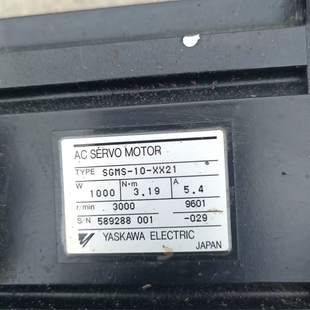 AC SERVO MOTOR
TYPE SGMS-10-XX21
W 1000 N·m 3.19 A 5.4
r/min 3000 9601
S/N 589288 001 -029
YASKAWA ELECTRIC
JAPAN